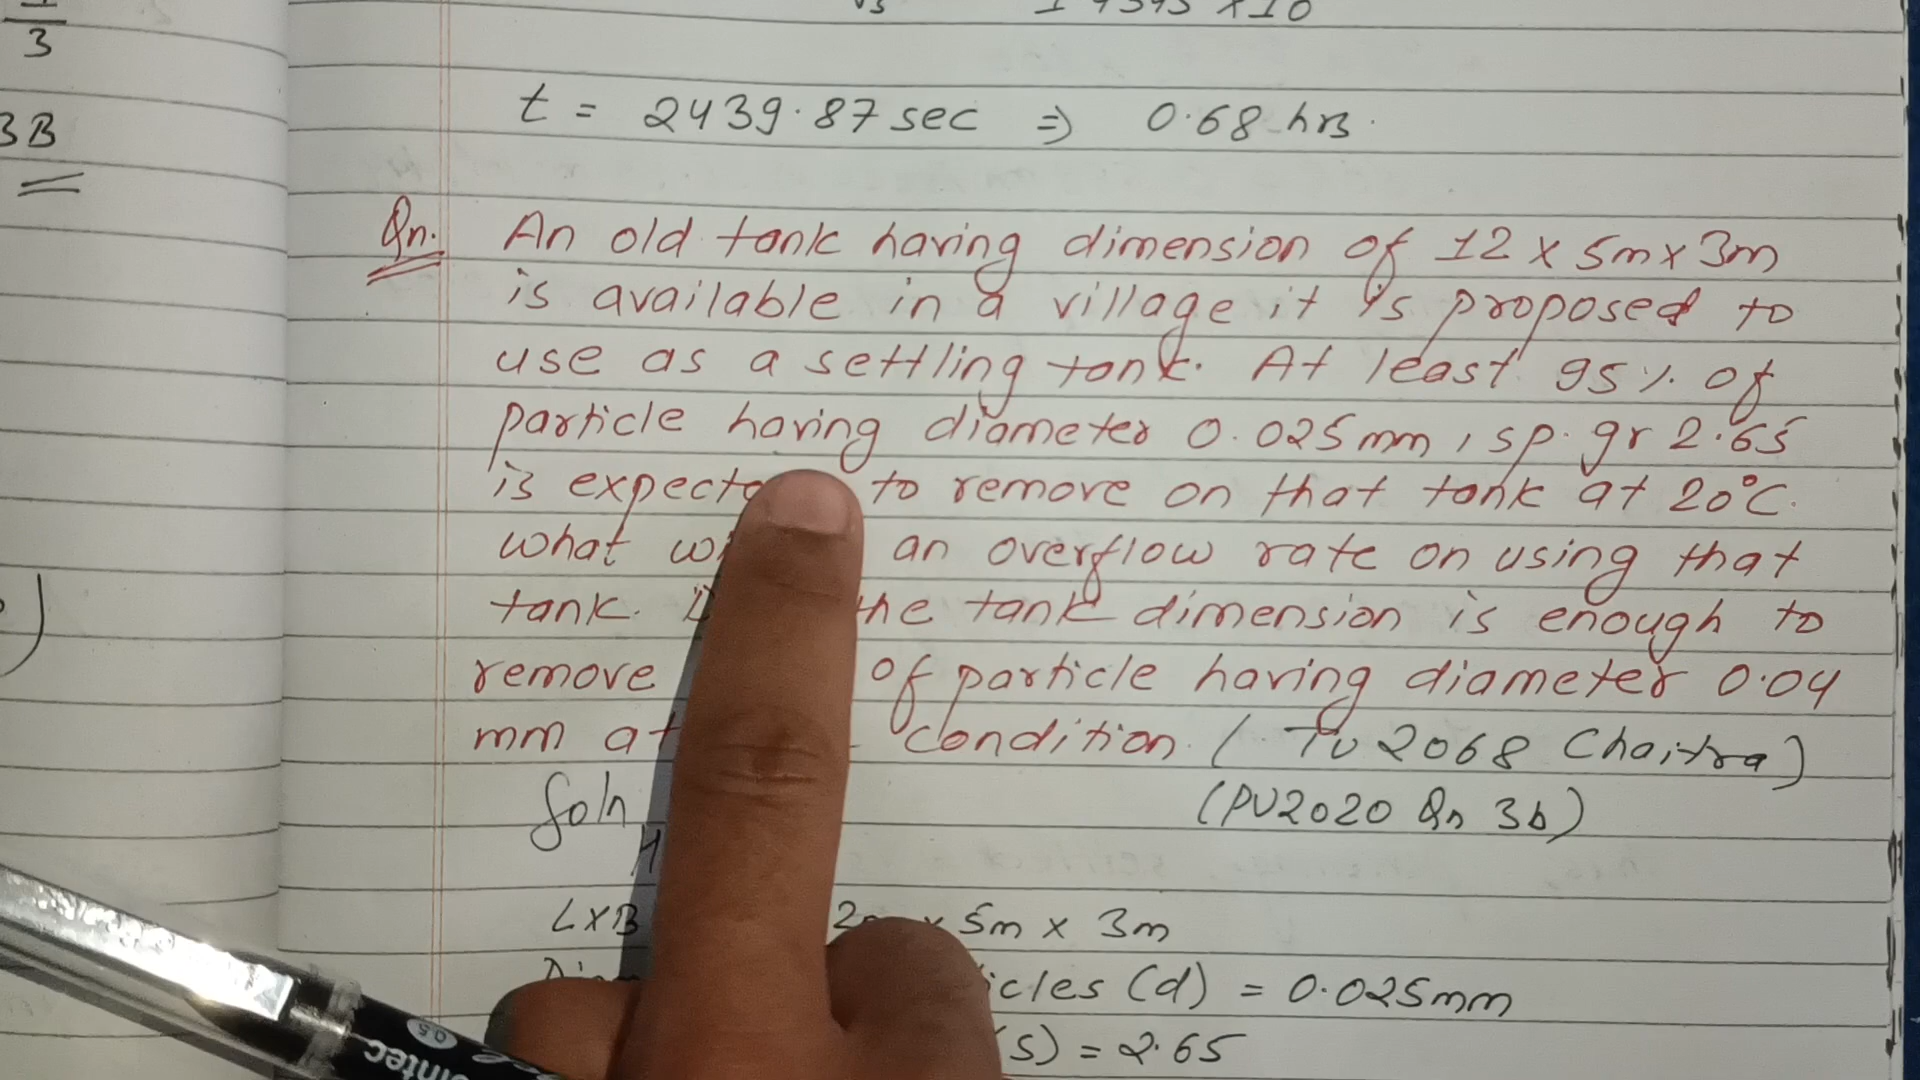 3
3B
t = 2439.87 sec ⇒ 0.68 hrs.
Qn. An old tank having dimension of 12 x 5m x 3m
is available in a village it is proposed to
use as a settling tank. At least 95%. of
particle having diameter 0.025mm, sp. gr 2.65
is to remove on that tank at 20°C.
what an overflow rate on using that
tank. the tank dimension is enough to
remove of particle having diameter 0.04
mm at condition. (TU 2068 Chaitra)
Soln (PU2020 Qn 3b)
LXB x 5m x 3m
(d) = 0.025mm
(s) = 2.65
0.5